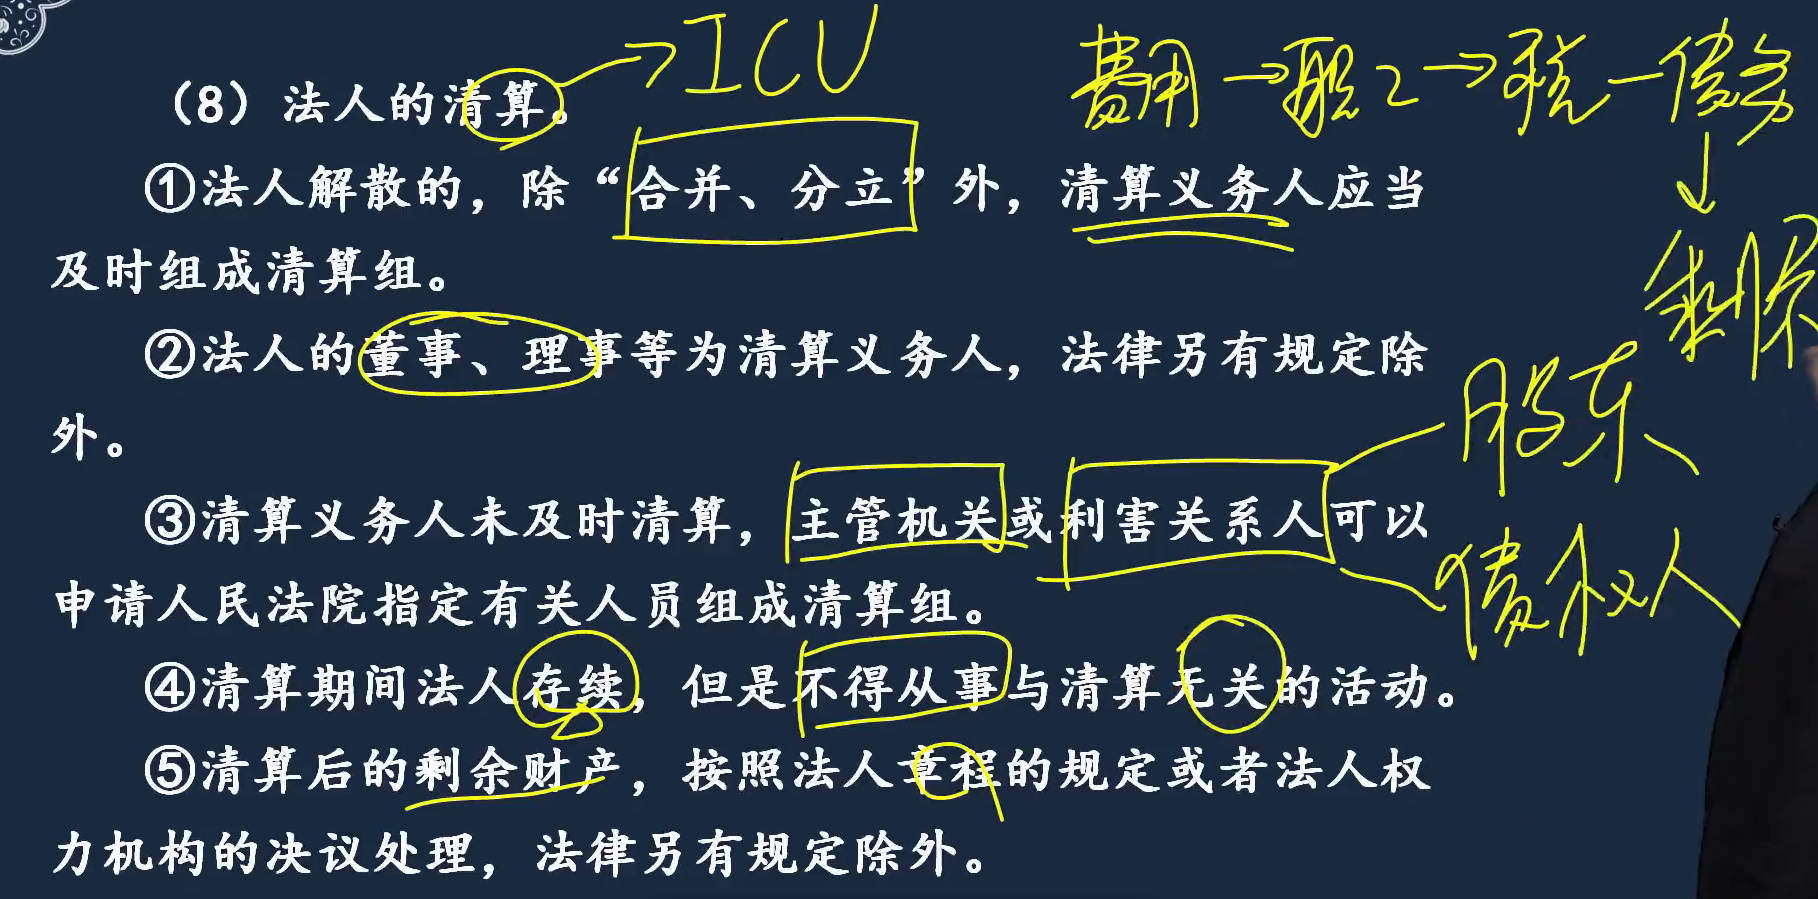 （8）法人的清算。
→ICU
费用→职工→税—债务
↓
剩余
①法人解散的，除“合并、分立”外，清算义务人应当
及时组成清算组。
②法人的董事、理事等为清算义务人，法律另有规定除
外。
股东
③清算义务人未及时清算，主管机关或利害关系人可以
债权人
申请人民法院指定有关人员组成清算组。
④清算期间法人存续，但是不得从事与清算无关的活动。
⑤清算后的剩余财产，按照法人章程的规定或者法人权
力机构的决议处理，法律另有规定除外。